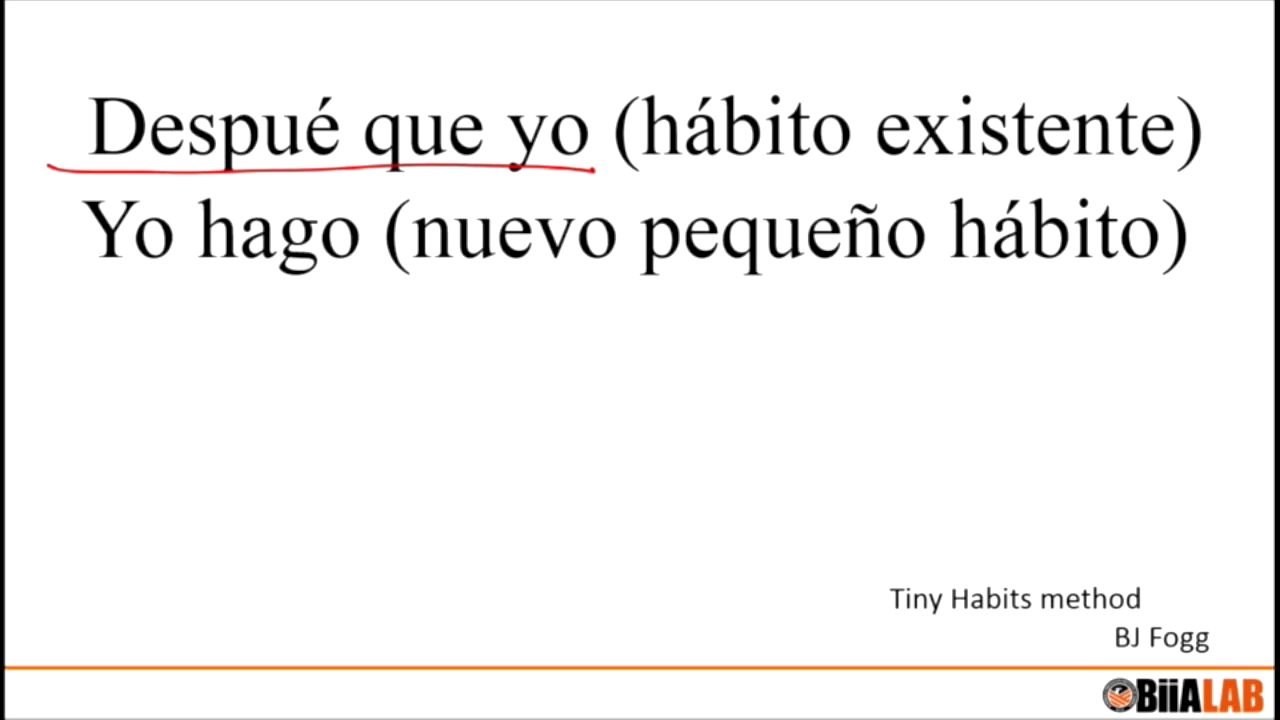 Despué que yo (hábito existente)
Yo hago (nuevo pequeño hábito)
Tiny Habits method
BJ Fogg
BiiALAB